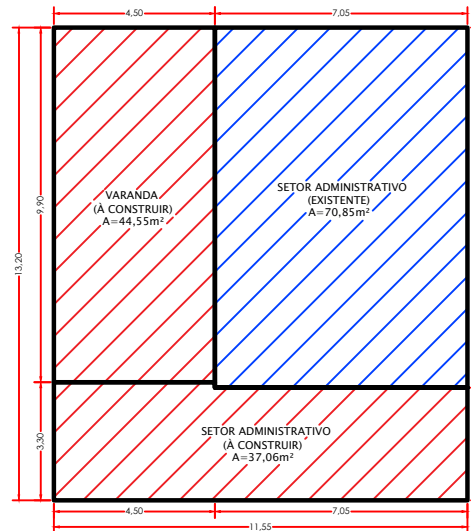 4,50
7,05
9,90
13,20
VARANDA
(À CONSTRUIR)
A=44,55m²
SETOR ADMINISTRATIVO
(EXISTENTE)
A=70,85m²
3,30
SETOR ADMINISTRATIVO
(À CONSTRUIR)
A=37,06m²
4,50
7,05
11,55